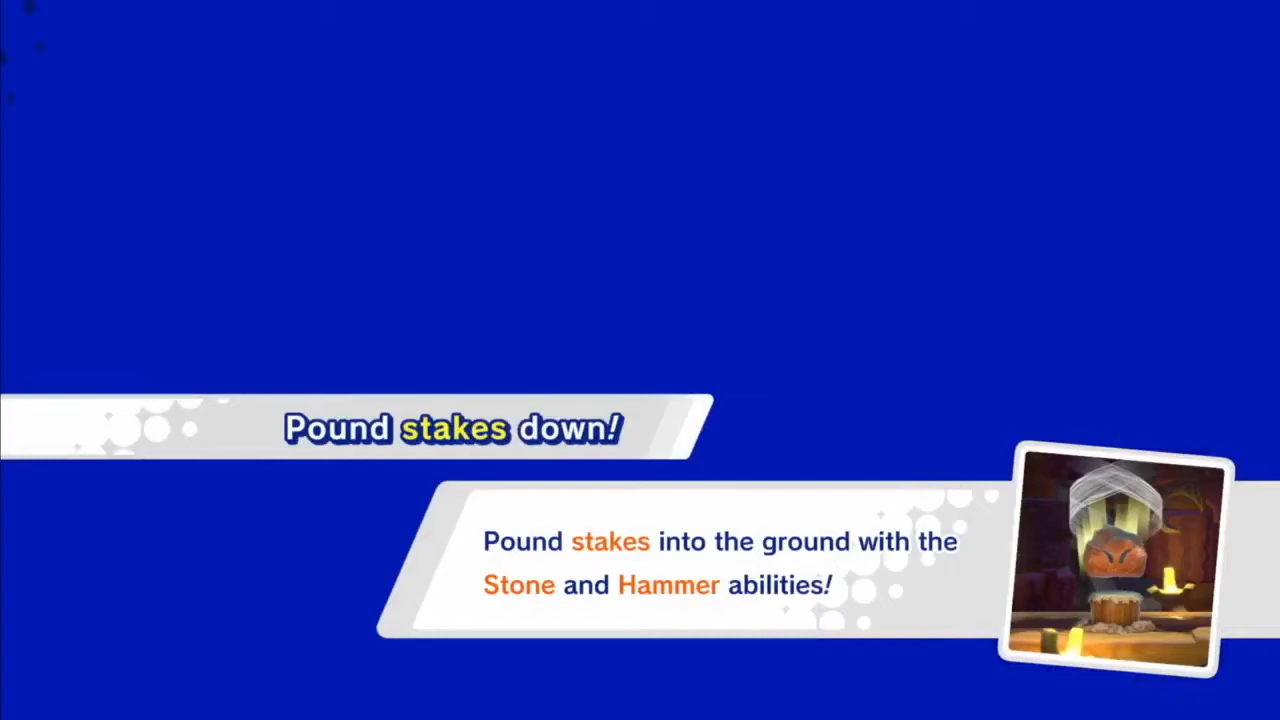 Pound stakes down!
Pound stakes into the ground with the
Stone and Hammer abilities!